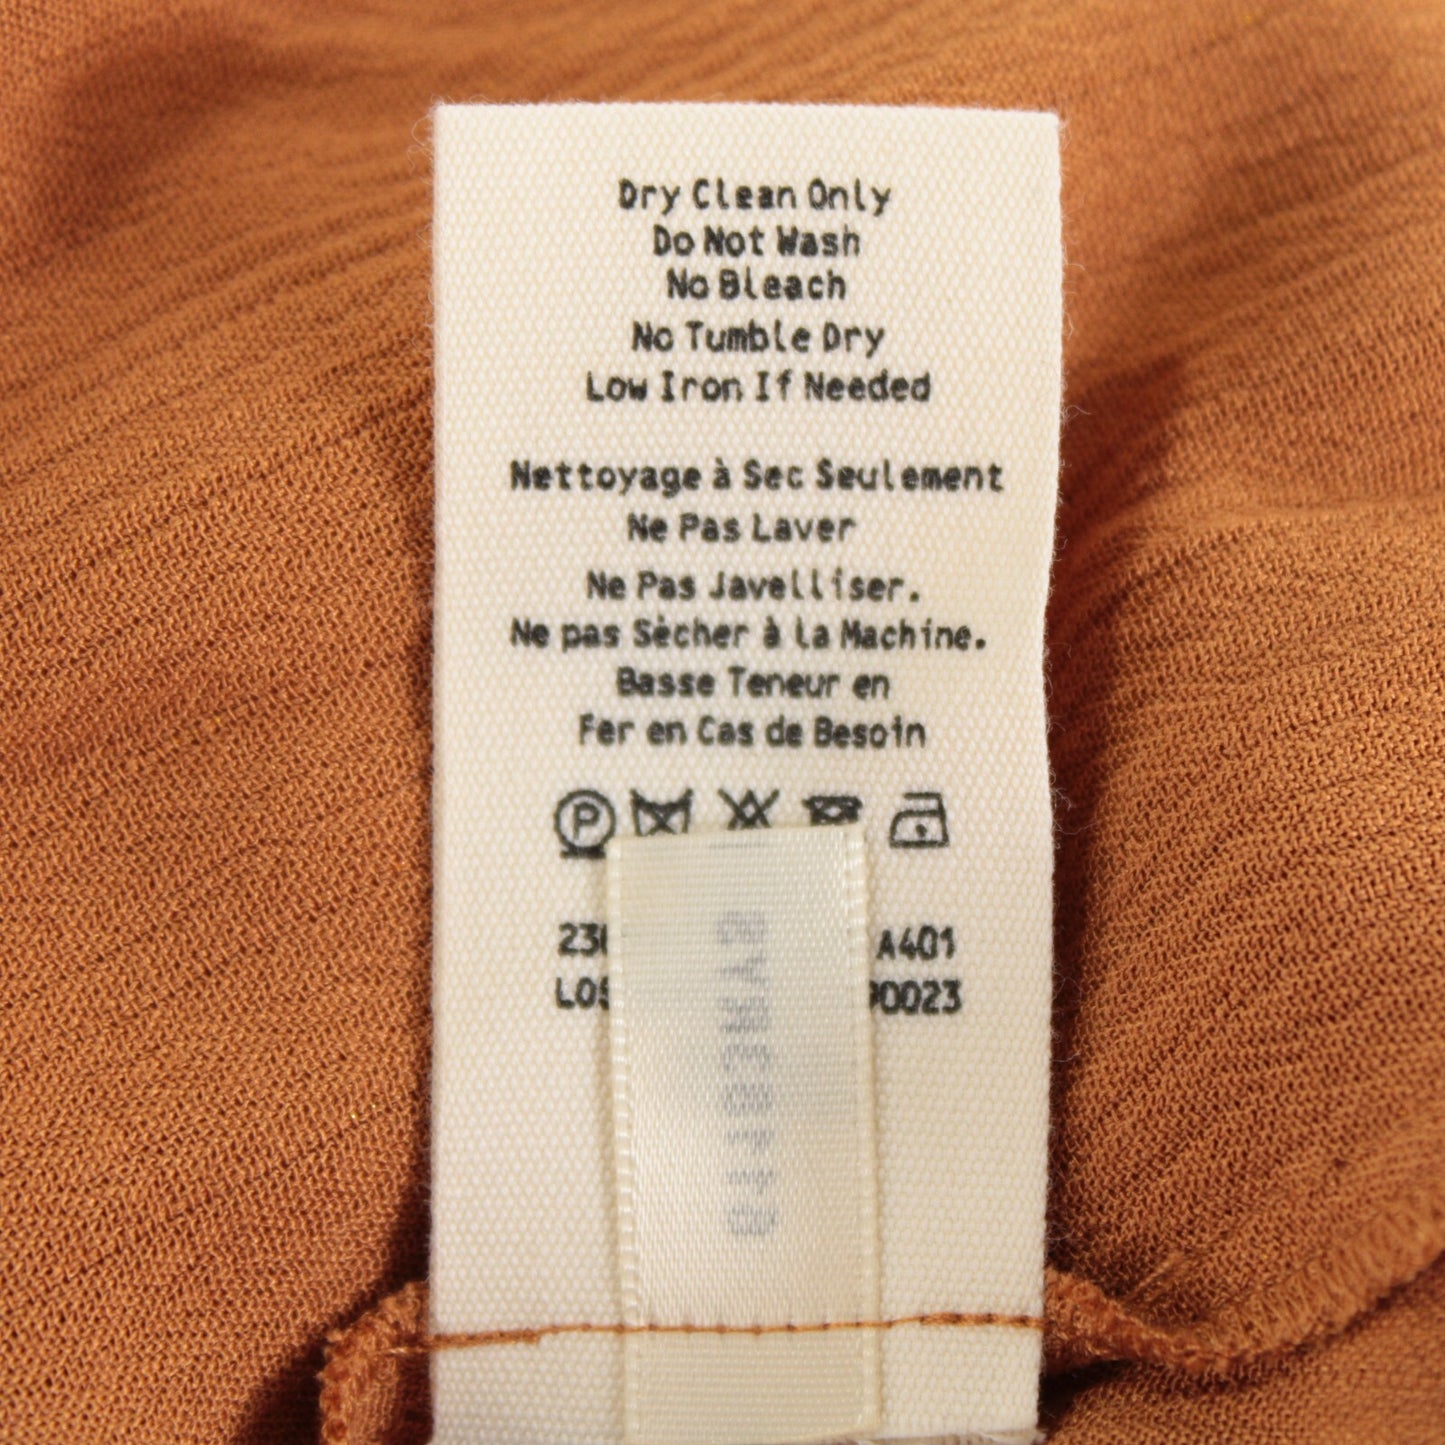 Dry Clean Only
Do Not Wash
No Bleach
No Tumble Dry
Low Iron If Needed
Nettoyage à Sec Seulement
Ne Pas Laver
Ne Pas Javelliser.
Ne pas Sècher à la Machine.
Basse Teneur en
Fer en Cas de Besoin
P
A401